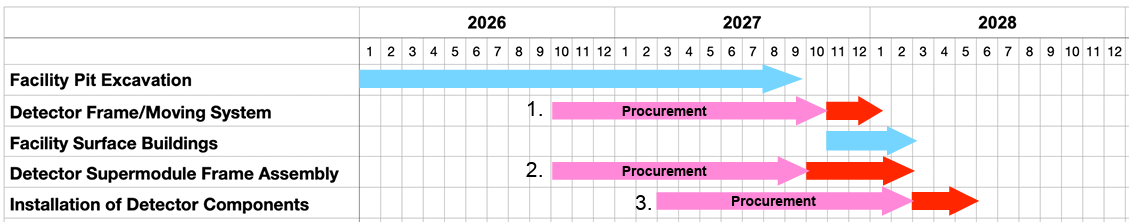 2026 2027 2028
1 2 3 4 5 6 7 8 9 10 11 12 1 2 3 4 5 6 7 8 9 10 11 12 1 2 3 4 5 6 7 8 9 10 11 12
Facility Pit Excavation
Detector Frame/Moving System 1. Procurement
Facility Surface Buildings
Detector Supermodule Frame Assembly 2. Procurement
Installation of Detector Components 3. Procurement